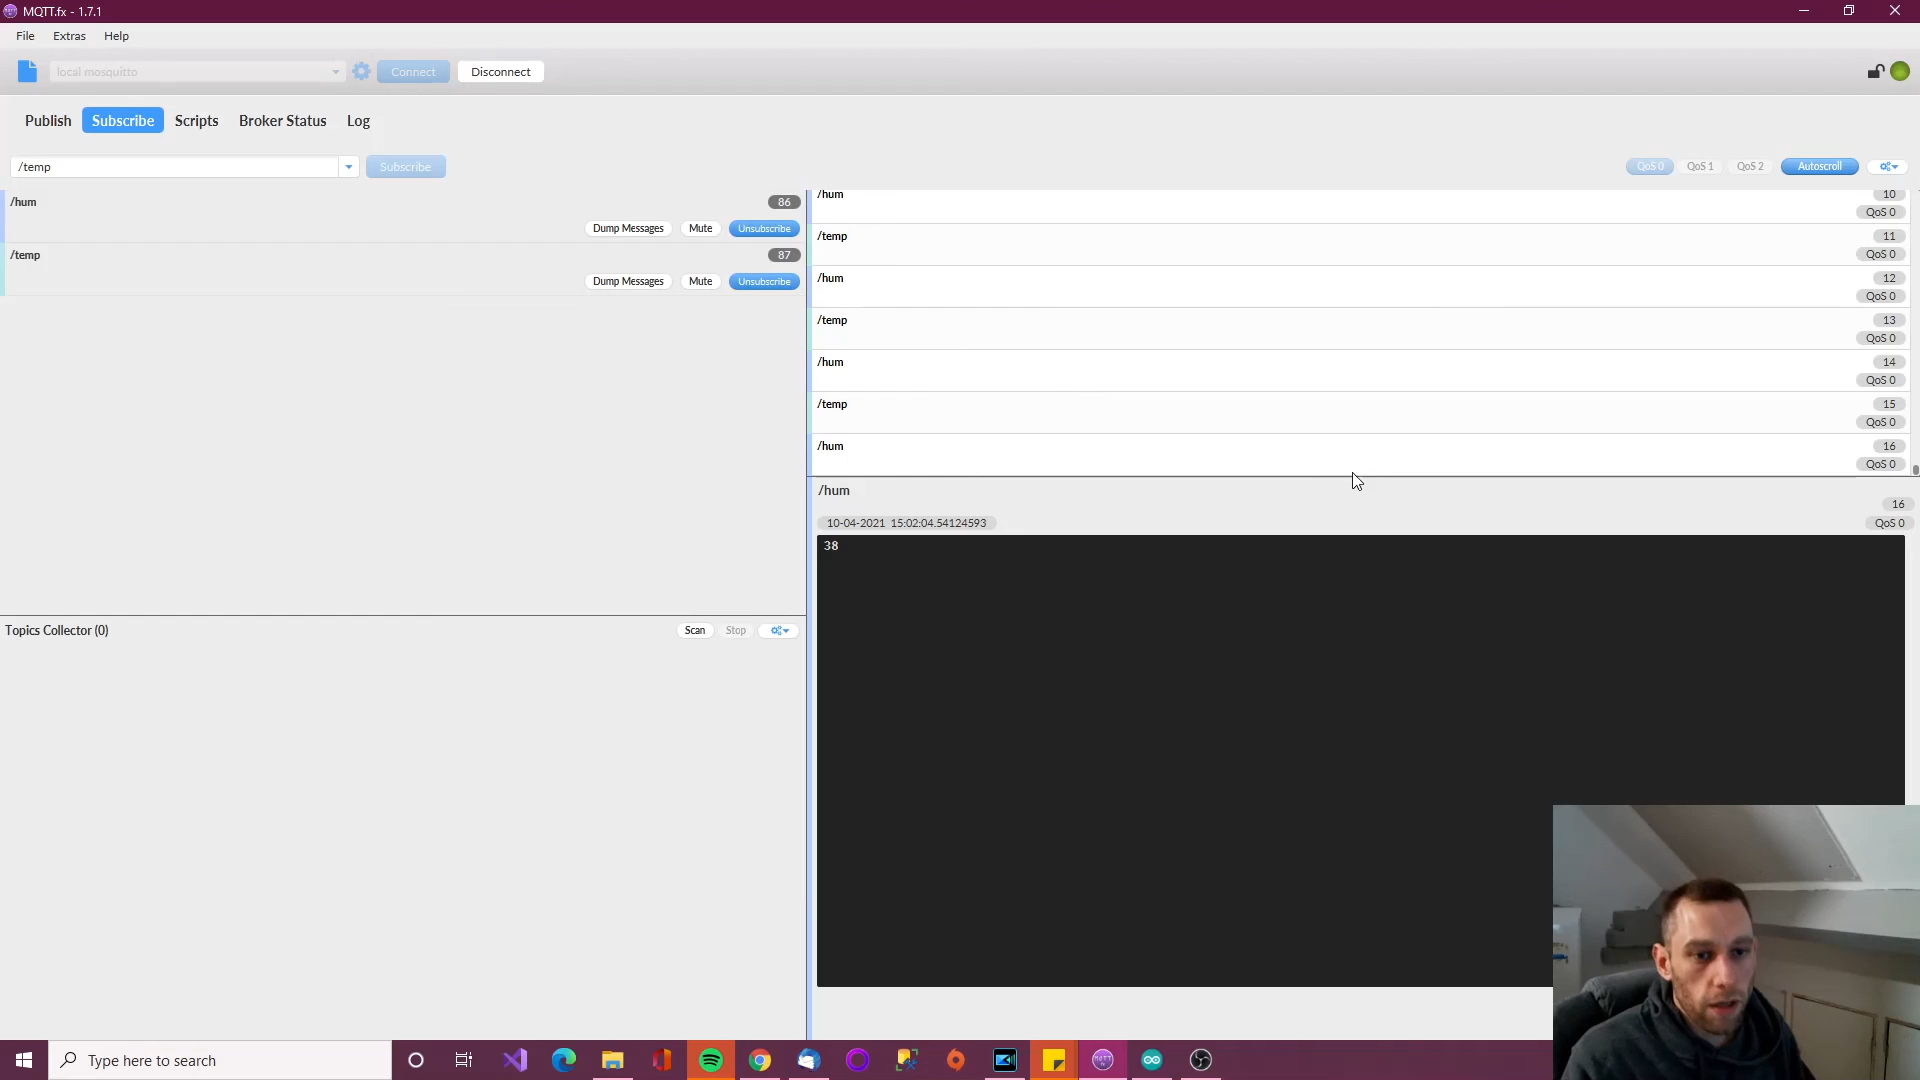 MQTT.fx - 1.7.1
File Extras Help
local mosquitto Connect Disconnect
Publish Subscribe Scripts Broker Status Log
/temp Subscribe QoS 0 QoS 1 QoS 2 Autoscroll
/hum 86
Dump Messages Mute Unsubscribe
/temp 87
Dump Messages Mute Unsubscribe
Topics Collector (0) Scan Stop
/hum 10
QoS 0
/temp 11
QoS 0
/hum 12
QoS 0
/temp 13
QoS 0
/hum 14
QoS 0
/temp 15
QoS 0
/hum 16
QoS 0
/hum
16
10-04-2021 15:02:04.54124593 QoS 0
38
Type here to search